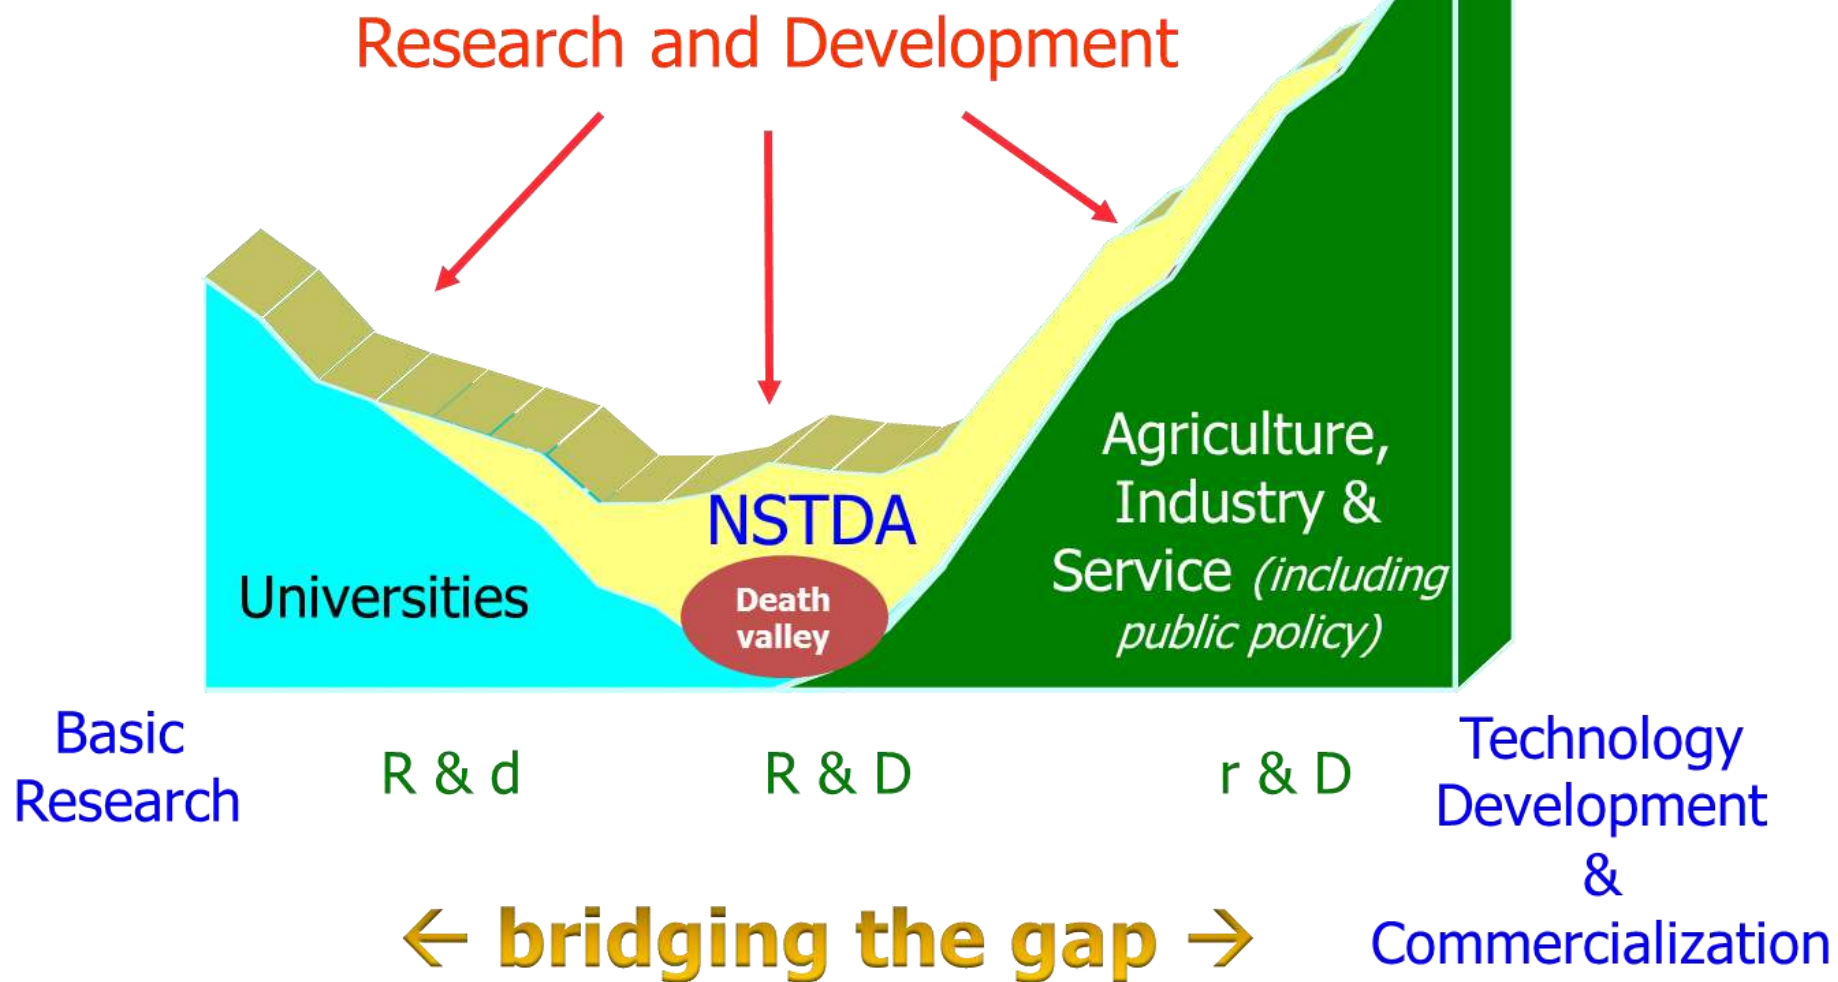 Research and Development
NSTDA
Death
valley
Universities
Agriculture,
Industry &
Service (including
public policy)
Basic
Research
R & d
R & D
r & D
Technology
Development
&
Commercialization
← bridging the gap →